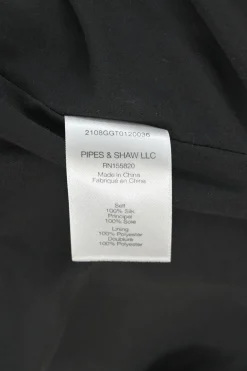 2108GGT0120036
PIPES & SHAW LLC
RN155820
Made in China
Fabriqué en Chine
Self
100% Silk
Principal
100% Soie
Lining
100% Polyester
Doublure
100% Polyester